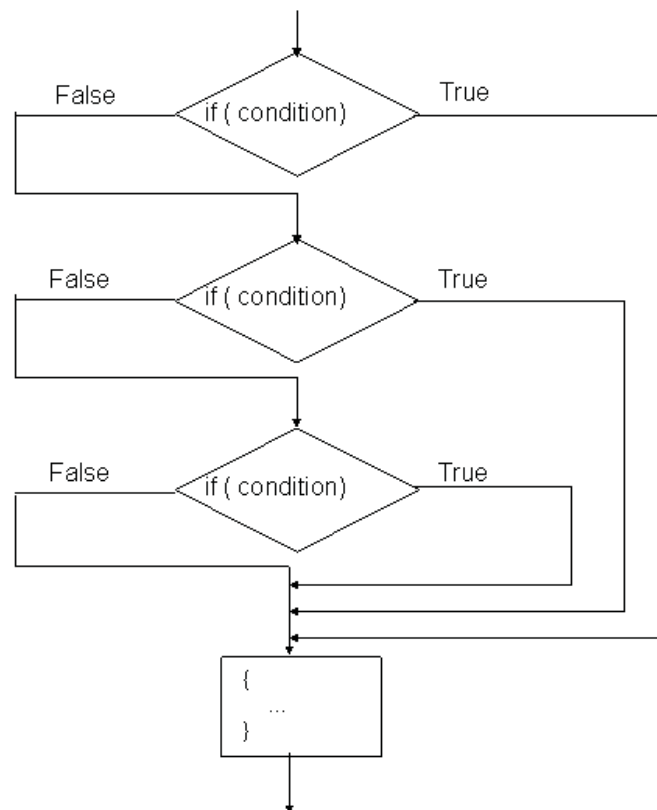 False
if ( condition)
True
False
if ( condition)
True
False
if ( condition)
True
{
...
}